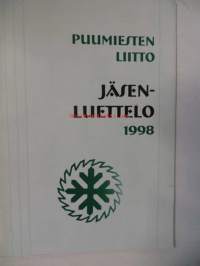 PUUMIESTEN
LIITTO
JÄSEN-
LUETTELO
1998